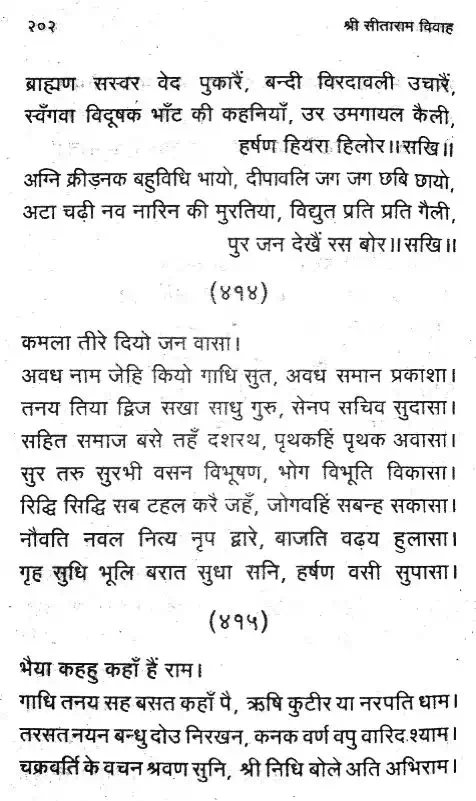 २०२ श्री सीताराम विवाह
ब्राह्मण सस्वर वेद पुकारैं, बन्दी विरदावली उचारैं,
स्वँगवा विदूषक भाँट की कहनियाँ, उर उमगायल कैली,
हर्षण हियरा हिलोर॥सखि॥
अग्नि क्रीड़नक बहुविधि भायो, दीपावलि जग जग छबि छायो,
अटा चढ़ी नव नारिन की मुरतिया, विद्युत प्रति प्रति गैली,
पुर जन देखैं रस बोर॥सखि॥
(४१४)
कमला तीरे दियो जन वासा।
अवध नाम जेहि कियो गाधि सुत, अवध समान प्रकाशा।
तनय तिया द्विज सखा साधु गुरु, सेनप सचिव सुदासा।
सहित समाज बसे तहँ दशरथ, पृथकहिं पृथक अवासा।
सुर तरु सुरभी वसन विभूषण, भोग विभूति विकासा।
रिद्धि सिद्धि सब टहल करै जहँ, जोगवहिं सबन्ह सकासा।
नौवति नवल नित्य नृप द्वारे, बाजति वढ़य हुलासा।
गृह सुधि भूलि बरात सुधा सनि, हर्षण वसी सुपासा।
(४१५)
भैया कहहु कहाँ हैं राम।
गाधि तनय सह बसत कहाँ पै, ऋषि कुटीर या नरपति धाम।
तरसत नयन बन्धु दोउ निरखन, कनक वर्ण वपु वारिद श्याम।
चक्रवर्ति के वचन श्रवण सुनि, श्री निधि बोले अति अभिराम।